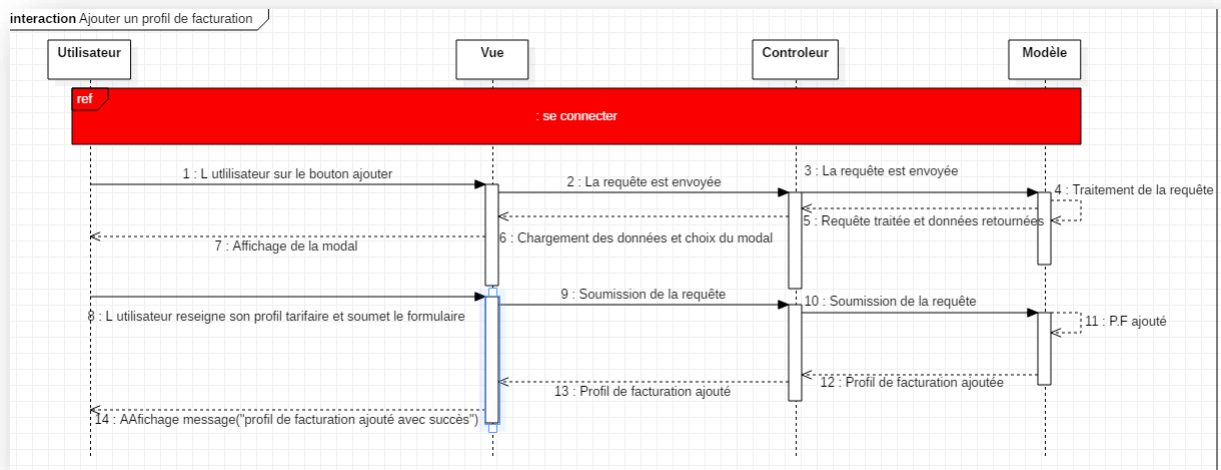 interaction Ajouter un profil de facturation
Utilisateur
Vue
Controleur
Modèle
ref
: se connecter
1 : L utlilisateur sur le bouton ajouter
2 : La requête est envoyée
3 : La requête est envoyée
4 : Traitement de la requête
5 : Requête traitée et données retournées
6 : Chargement des données et choix du modal
7 : Affichage de la modal
8 : L utilisateur reseigne son profil tarifaire et soumet le formulaire
9 : Soumission de la requête
10 : Soumission de la requête
11 : P.F ajouté
12 : Profil de facturation ajoutée
13 : Profil de facturation ajouté
14 : AAfichage message("profil de facturation ajouté avec succès")